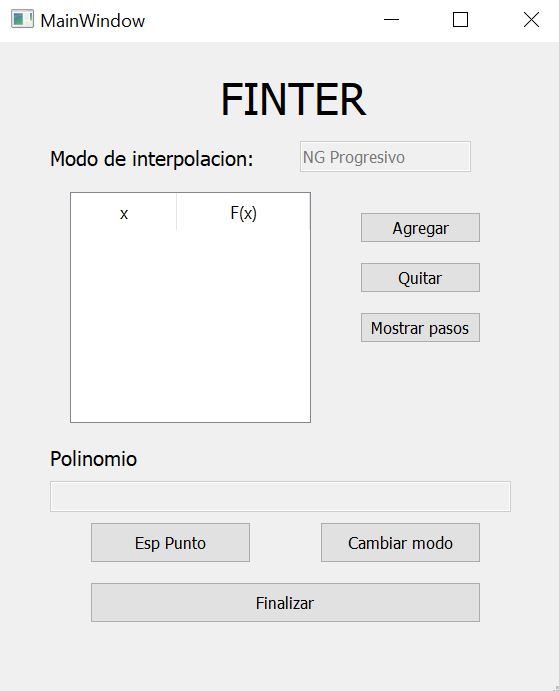 MainWindow
FINTER
Modo de interpolacion: NG Progresivo
x F(x)
Agregar
Quitar
Mostrar pasos
Polinomio
Esp Punto Cambiar modo
Finalizar